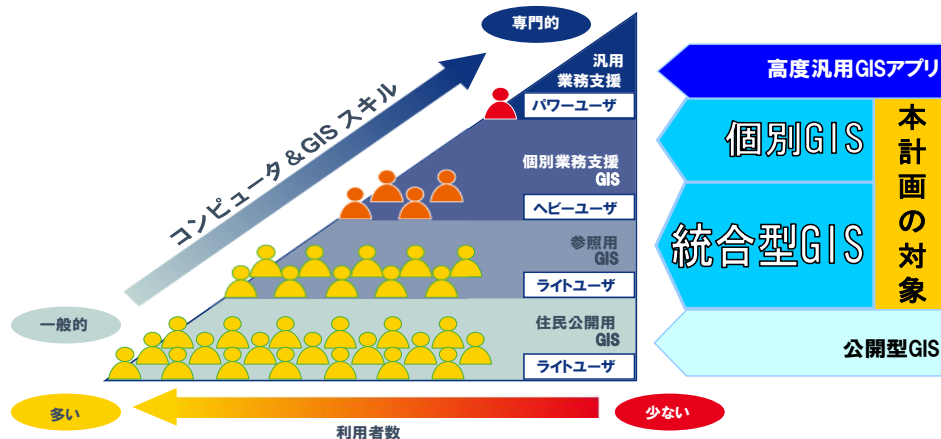 専門的
汎用
業務支援
パワーユーザ
コンピュータ&GISスキル
個別業務支援
GIS
ヘビーユーザ
参照用
GIS
ライトユーザ
一般的
住民公開用
GIS
ライトユーザ
多い
少ない
利用者数
高度汎用GISアプリ
個別GIS
統合型GIS
本計画の対象
公開型GIS